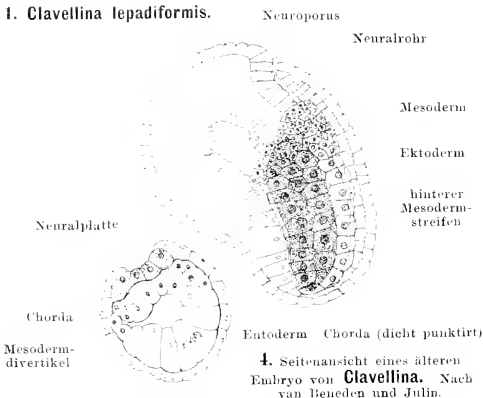 1. Clavellina lepadiformis.
Neuroporus
Neuralrohr
Mesoderm
Ektoderm
hinterer
Mesoderm-
streifen
Neuralplatte
Chorda
Mesoderm-
divertikel
Entoderm Chorda (dicht punktirt)
4. Seitenansicht eines älteren
Embryo von Clavellina. Nach
van Beneden und Julin.